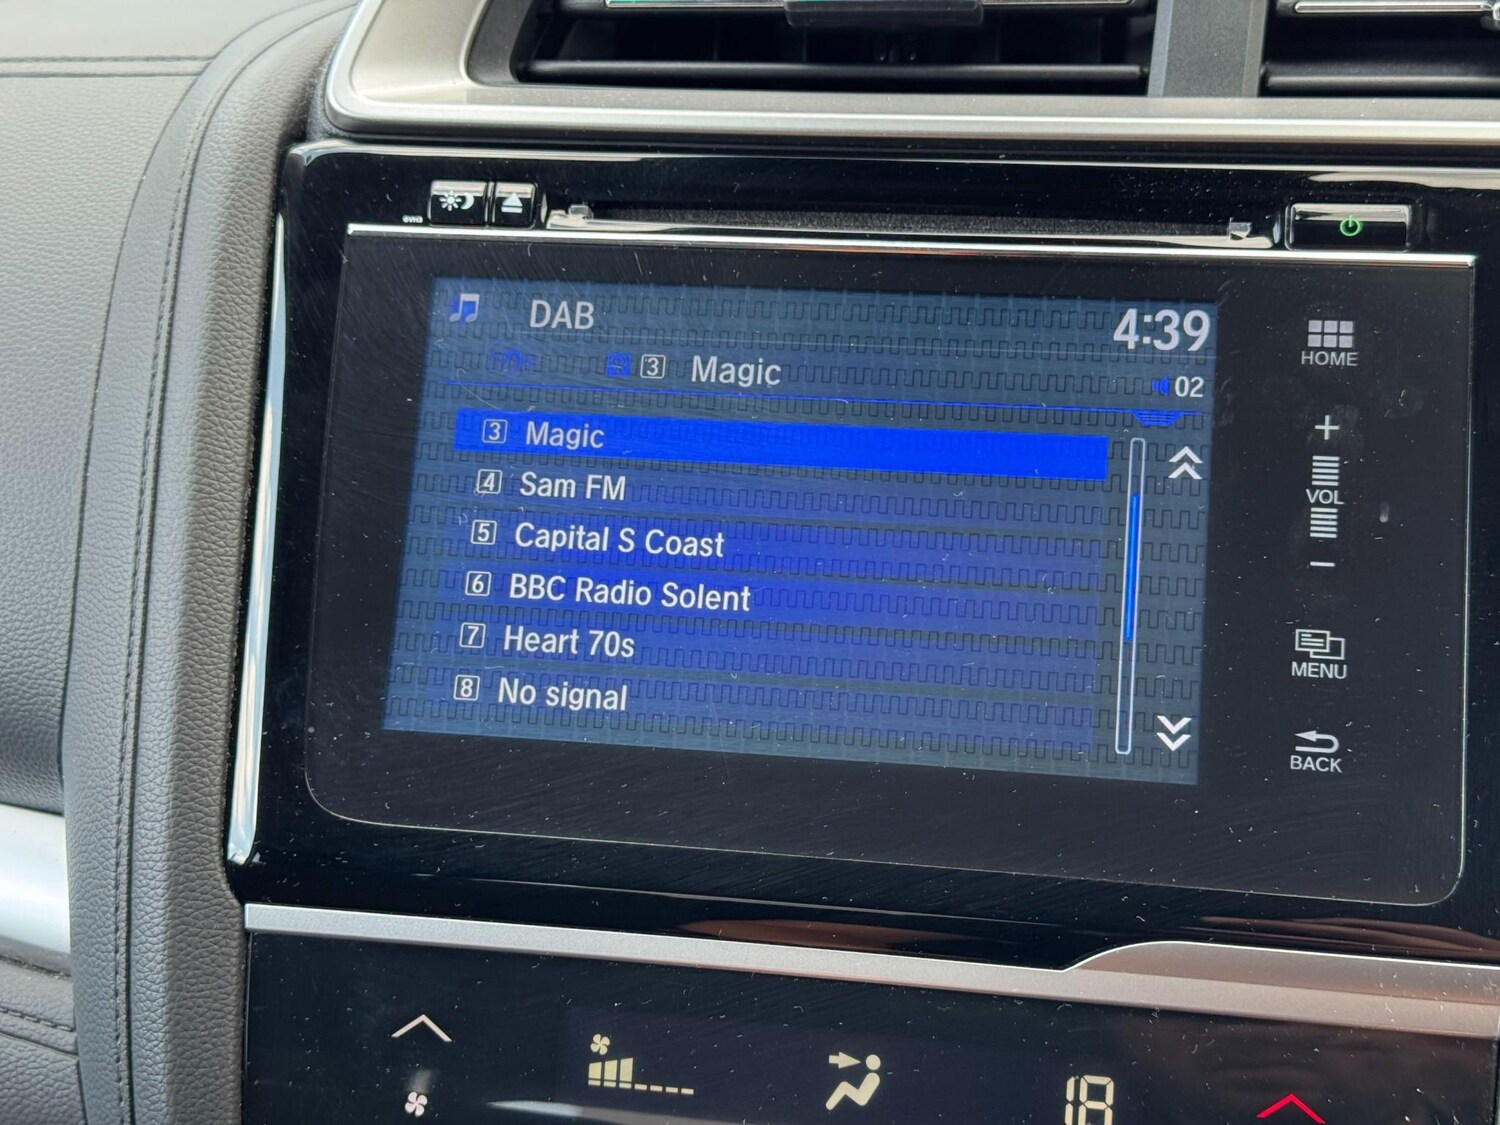 DAB
4:39
3 Magic
02
3 Magic
4 Sam FM
5 Capital S Coast
6 BBC Radio Solent
7 Heart 70s
8 No signal
HOME
+
VOL
−
MENU
BACK
18